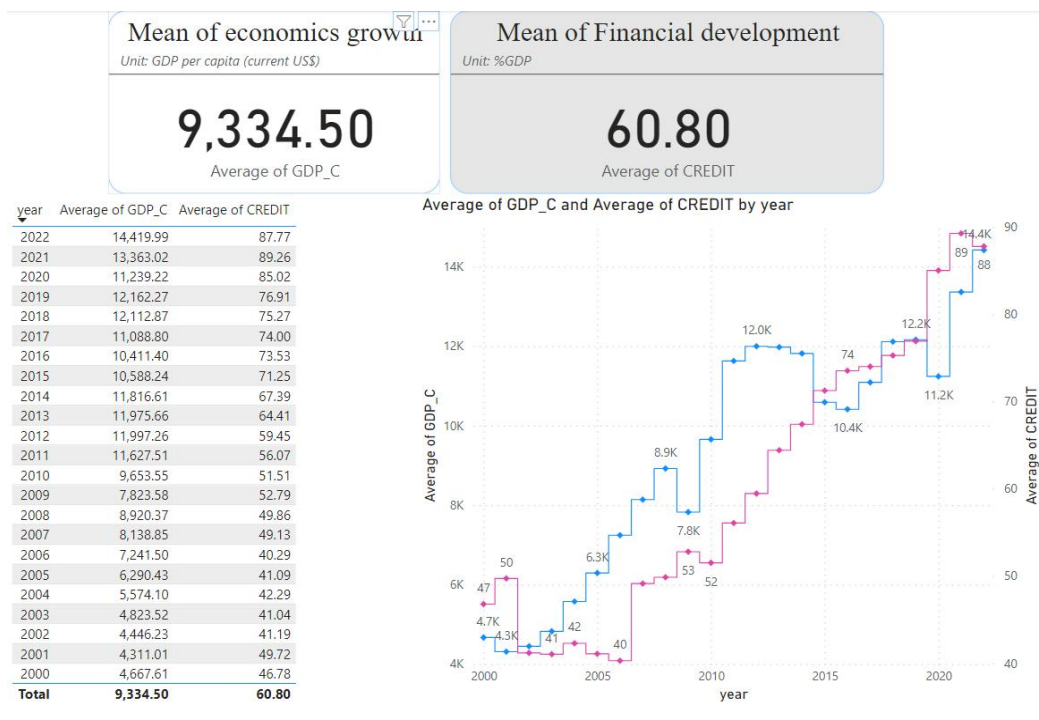 Mean of economics growth
Unit: GDP per capita (current US$)
9,334.50
Average of GDP_C
Mean of Financial development
Unit: %GDP
60.80
Average of CREDIT
year Average of GDP_C Average of CREDIT
2022 14,419.99 87.77
2021 13,363.02 89.26
2020 11,239.22 85.02
2019 12,162.27 76.91
2018 12,112.87 75.27
2017 11,088.80 74.00
2016 10,411.40 73.53
2015 10,588.24 71.25
2014 11,816.61 67.39
2013 11,975.66 64.41
2012 11,997.26 59.45
2011 11,627.51 56.07
2010 9,653.55 51.51
2009 7,823.58 52.79
2008 8,920.37 49.86
2007 8,138.85 49.13
2006 7,241.50 40.29
2005 6,290.43 41.09
2004 5,574.10 42.29
2003 4,823.52 41.04
2002 4,446.23 41.19
2001 4,311.01 49.72
2000 4,667.61 46.78
Total 9,334.50 60.80
Average of GDP_C and Average of CREDIT by year
Average of GDP_C
14K
12K
10K
8K
6K
4K
47
50
4.7K
4.3K
41
42
6.3K
40
8.9K
7.8K
53
52
12.0K
74
10.4K
12.2K
11.2K
89
14.4K
88
90
80
70
60
50
40
Average of CREDIT
2000 2005 2010 2015 2020
year